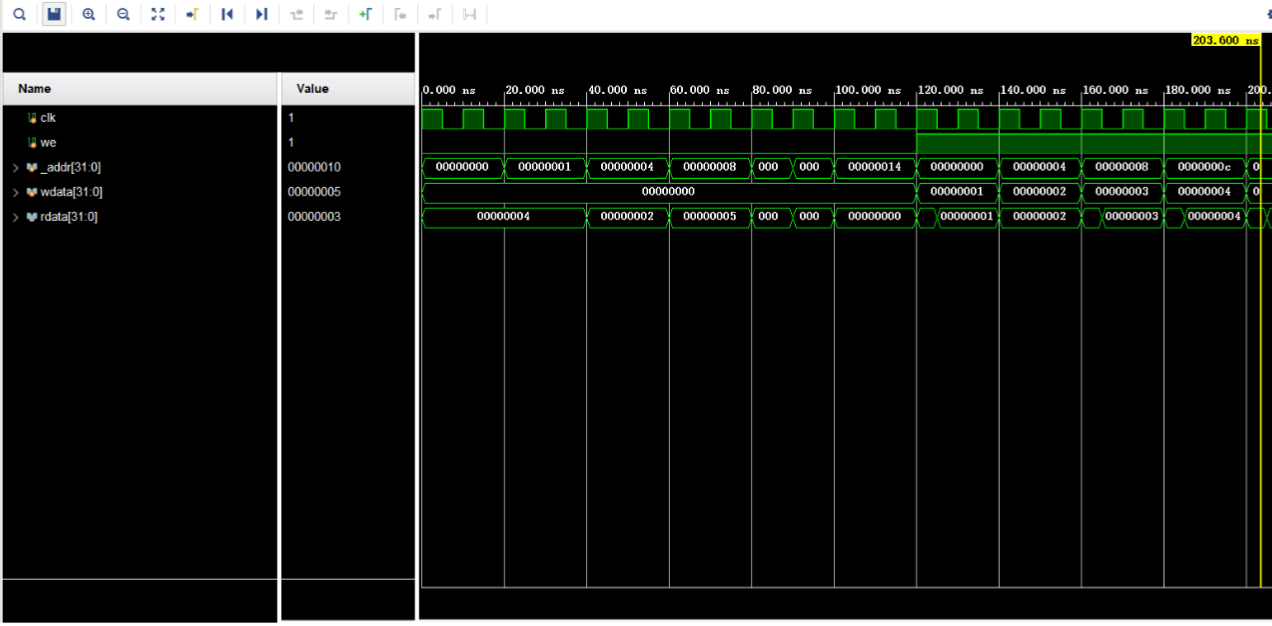 203.600 ns
Name Value
0.000 ns 20.000 ns 40.000 ns 60.000 ns 80.000 ns 100.000 ns 120.000 ns 140.000 ns 160.000 ns 180.000 ns 200.
clk 1
we 1
_addr[31:0] 00000010 00000000 00000001 00000004 00000008 000 000 00000014 00000000 00000004 00000008 0000000c 0
wdata[31:0] 00000005 00000000 00000001 00000002 00000003 00000004 0
rdata[31:0] 00000003 00000004 00000002 00000005 000 000 00000000 00000001 00000002 00000003 00000004